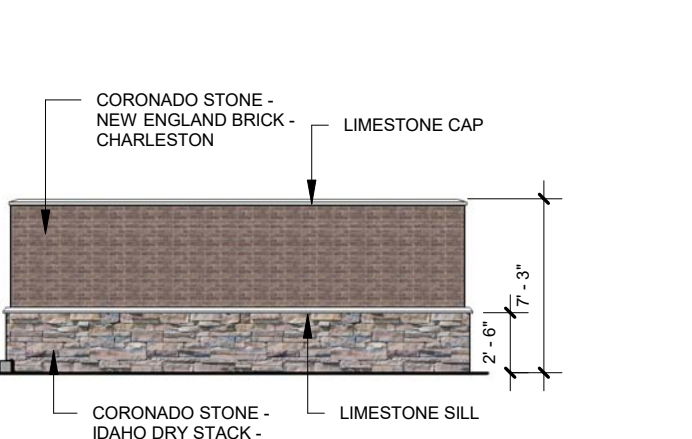 CORONADO STONE -
NEW ENGLAND BRICK -
CHARLESTON
LIMESTONE CAP
7' - 3"
2' - 6"
CORONADO STONE -
IDAHO DRY STACK -
LIMESTONE SILL